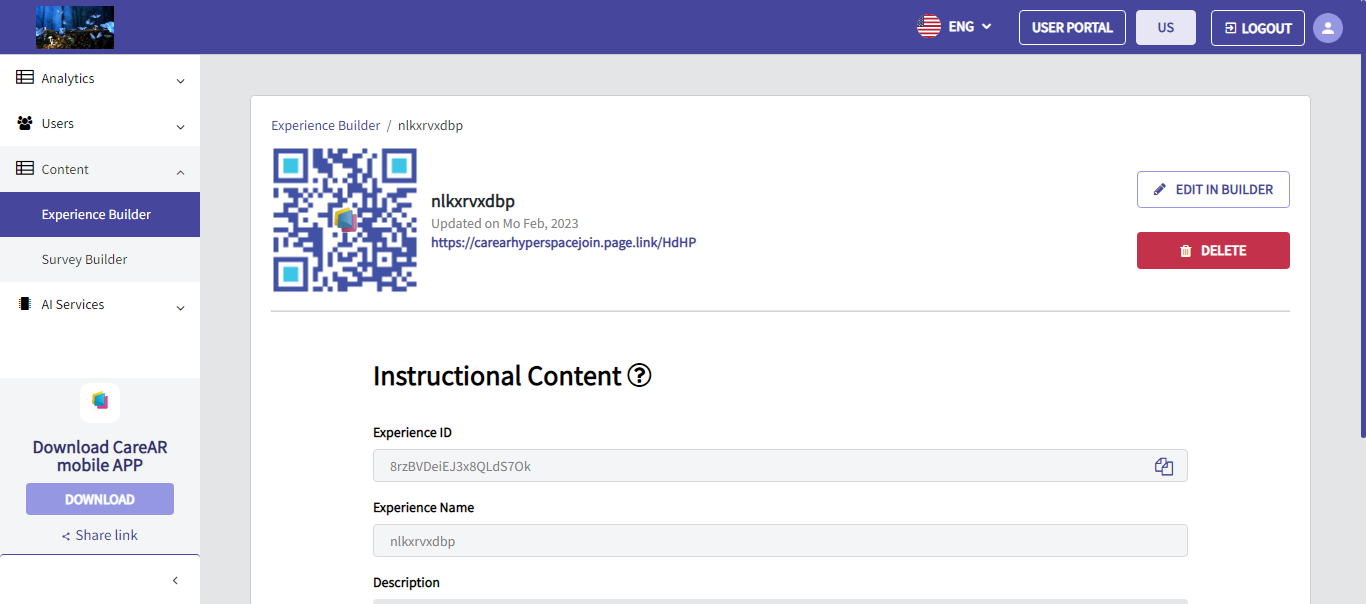 ENG
USER PORTAL
US
LOGOUT
Analytics
Users
Content
Experience Builder
Survey Builder
AI Services
Download CareAR
mobile APP
DOWNLOAD
Share link
Experience Builder / nlkxrvxdbp
nlkxrvxdbp
Updated on Mo Feb, 2023
https://carearhyperspacejoin.page.link/HdHP
EDIT IN BUILDER
DELETE
Instructional Content
Experience ID
8rzBVDeiEJ3x8QLdS7Ok
Experience Name
nlkxrvxdbp
Description